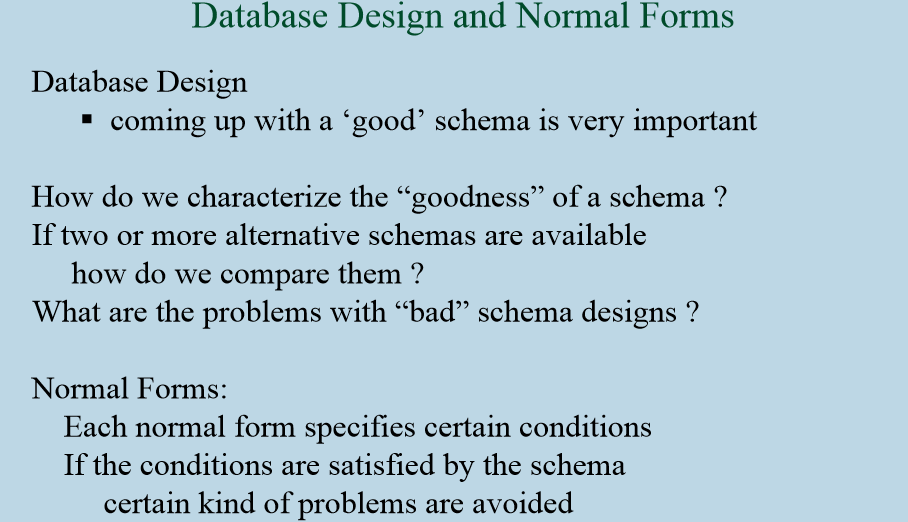 Database Design and Normal Forms
Database Design
▪ coming up with a ‘good’ schema is very important
How do we characterize the “goodness” of a schema ?
If two or more alternative schemas are available
how do we compare them ?
What are the problems with “bad” schema designs ?
Normal Forms:
Each normal form specifies certain conditions
If the conditions are satisfied by the schema
certain kind of problems are avoided